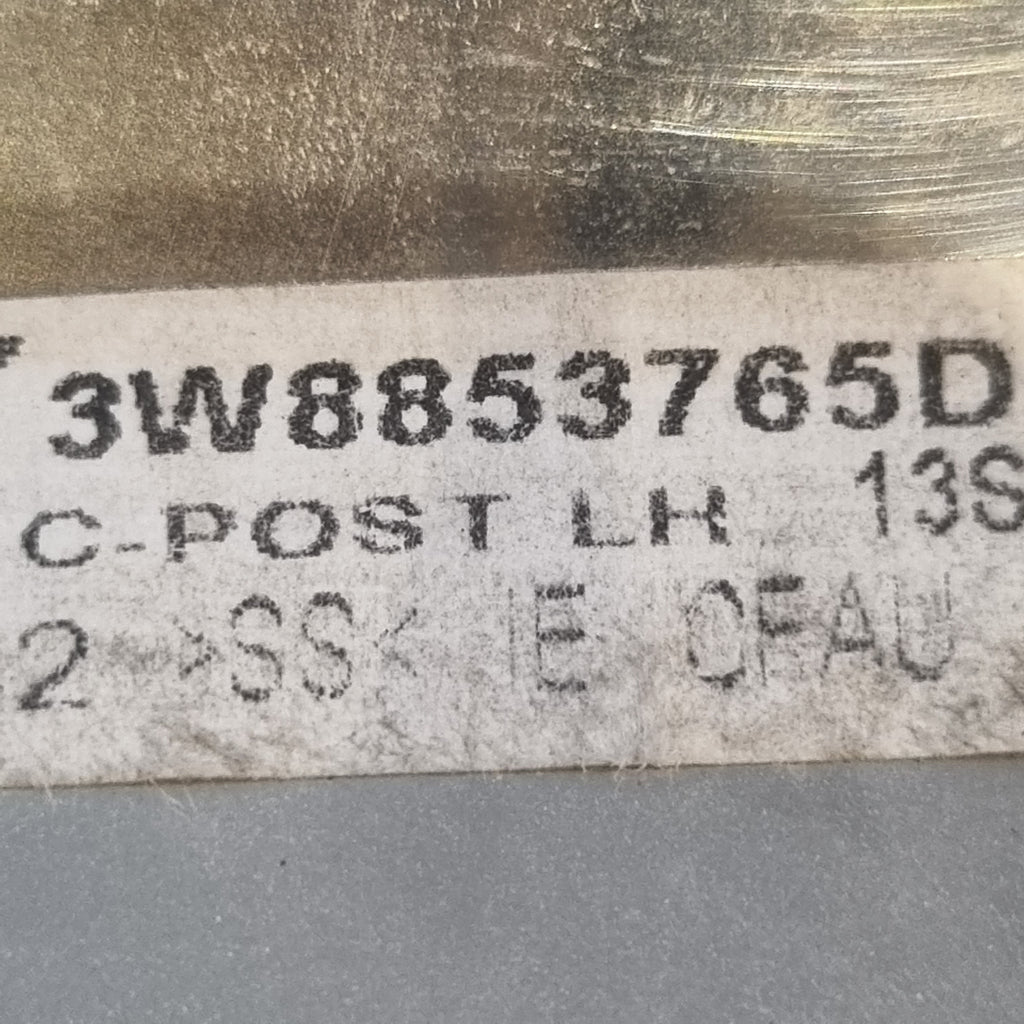 3W8853765D
C-POST LH 13S
2 >SS< IE CFAU